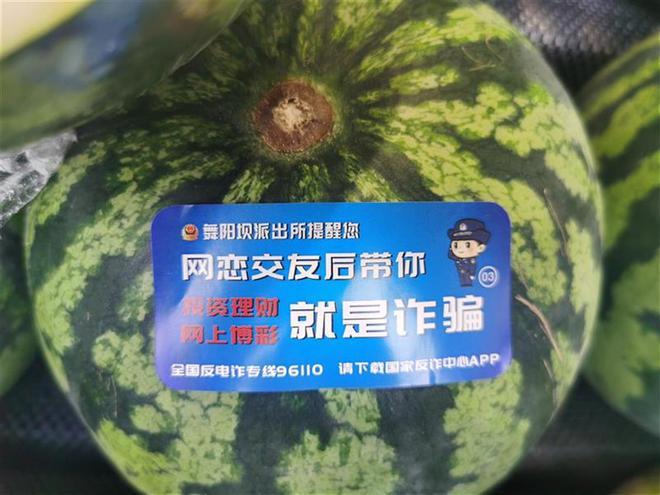 舞阳坝派出所提醒您
网恋交友后带你
投资理财
网上博彩
就是诈骗
03
全国反电诈专线96110 请下载国家反诈中心APP